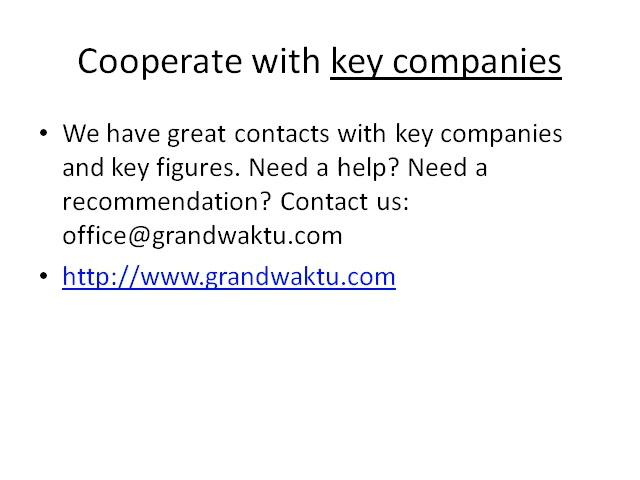 Cooperate with key companies
• We have great contacts with key companies
and key figures. Need a help? Need a
recommendation? Contact us:
office@grandwaktu.com
• http://www.grandwaktu.com